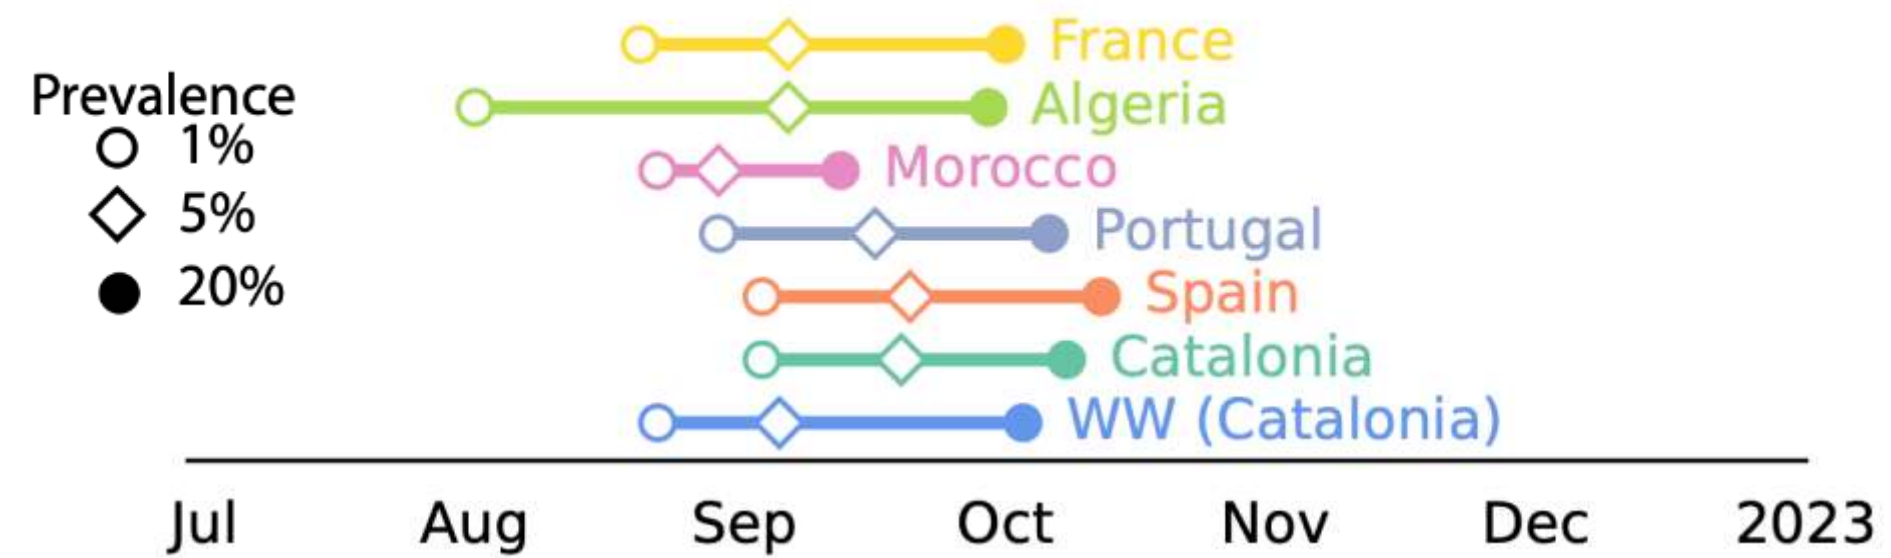 Prevalence
1%
5%
20%
France
Algeria
Morocco
Portugal
Spain
Catalonia
WW (Catalonia)
Jul Aug Sep Oct Nov Dec 2023